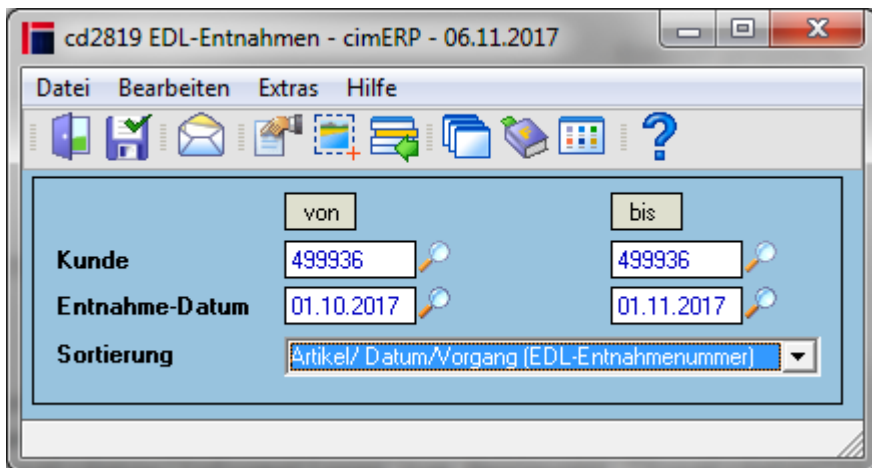 cd2819 EDL-Entnahmen - cimERP - 06.11.2017
Datei Bearbeiten Extras Hilfe
von bis
Kunde 499936 499936
Entnahme-Datum 01.10.2017 01.11.2017
Sortierung Artikel/ Datum/Vorgang (EDL-Entnahmenummer)